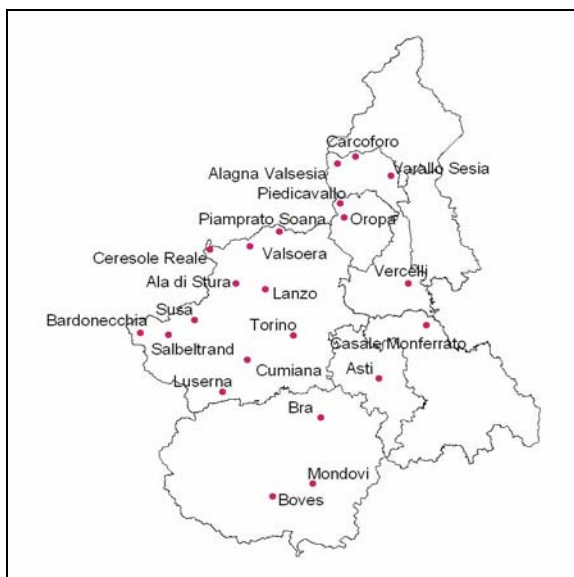 Carcoforo
Alagna Valsesia
Varallo Sesia
Piedicavallo
Piamprato Soana
Oropa
Ceresole Reale
Valsoera
Ala di Stura
Lanzo
Vercelli
Susa
Bardonecchia
Salbeltrand
Torino
Casale Monferrato
Cumiana
Asti
Luserna
Bra
Mondovi
Boves